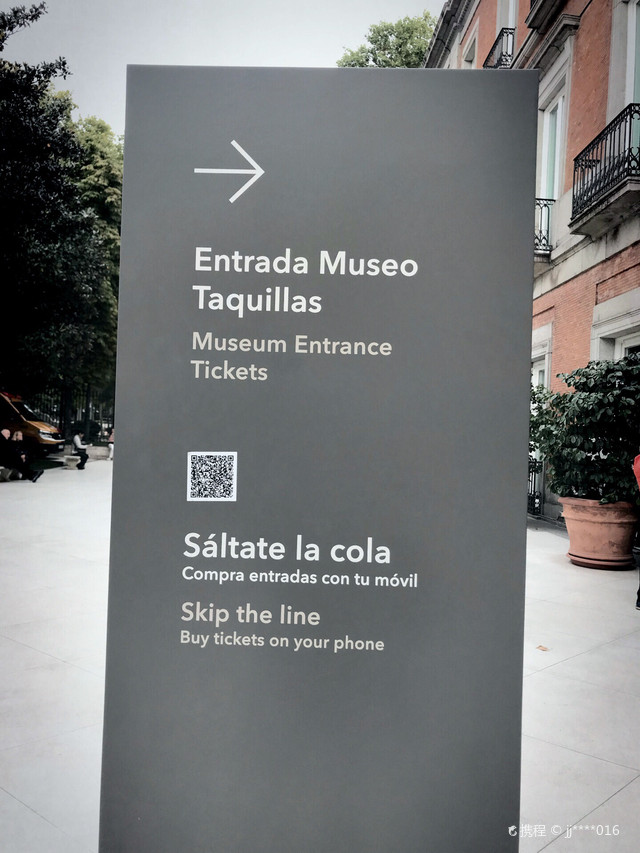 Entrada Museo
Taquillas
Museum Entrance
Tickets
Sáltate la cola
Compra entradas con tu móvil
Skip the line
Buy tickets on your phone
携程 © jj****016